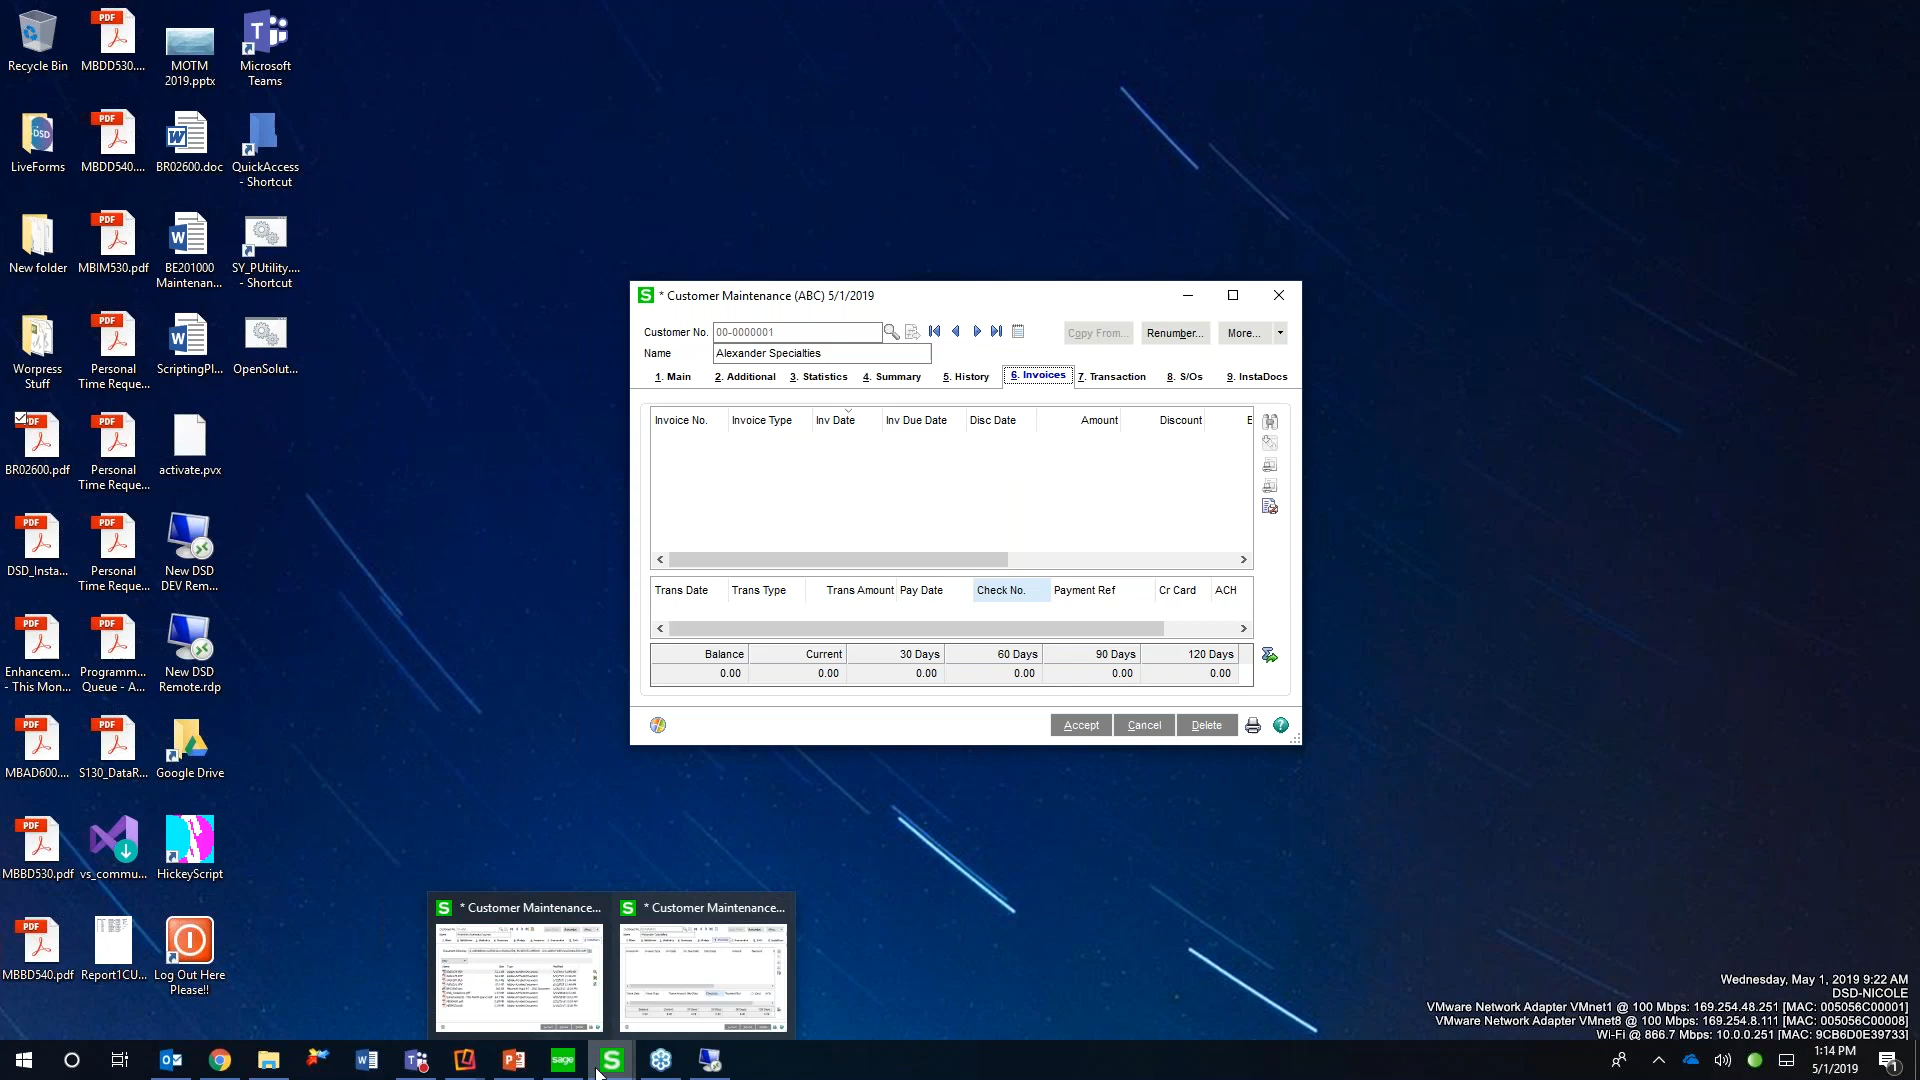 Recycle Bin
MBDD530....
MOTM
2019.pptx
Microsoft
Teams
LiveForms
MBDD540....
BR02600.doc
QuickAccess
- Shortcut
New folder
MBIM530.pdf
BE201000
Maintenan...
SY_PUtility....
- Shortcut
Worpress
Stuff
Personal
Time Reque...
ScriptingPl...
OpenSolut...
BR02600.pdf
Personal
Time Reque...
activate.pvx
DSD_Insta...
Personal
Time Reque...
New DSD
DEV Rem...
Enhancem...
- This Mon...
Programm...
Queue - A...
New DSD
Remote.rdp
MBAD600....
S130_DataR...
Google Drive
MBBD530.pdf
vs_commu...
HickeyScript
MBBD540.pdf
Report1CU...
Log Out Here
Please!!
* Customer Maintenance (ABC) 5/1/2019
Customer No. 00-0000001
Copy From... Renumber... More...
Name Alexander Specialties
1. Main 2. Additional 3. Statistics 4. Summary 5. History 6. Invoices 7. Transaction 8. S/Os 9. InstaDocs
Invoice No. Invoice Type Inv Date Inv Due Date Disc Date Amount Discount E
Trans Date Trans Type Trans Amount Pay Date Check No. Payment Ref Cr Card ACH
Balance Current 30 Days 60 Days 90 Days 120 Days
0.00 0.00 0.00 0.00 0.00 0.00
Accept Cancel Delete
* Customer Maintenance... * Customer Maintenance...
Wednesday, May 1, 2019 9:22 AM
DSD-NICOLE
VMware Network Adapter VMnet1 @ 100 Mbps: 169.254.48.251 [MAC: 005056C00001]
VMware Network Adapter VMnet8 @ 100 Mbps: 169.254.8.111 [MAC: 005056C00008]
Wi-Fi @ 866.7 Mbps: 10.0.0.251 [MAC: 9CB6D0E39733]
sage
1:14 PM
5/1/2019
1